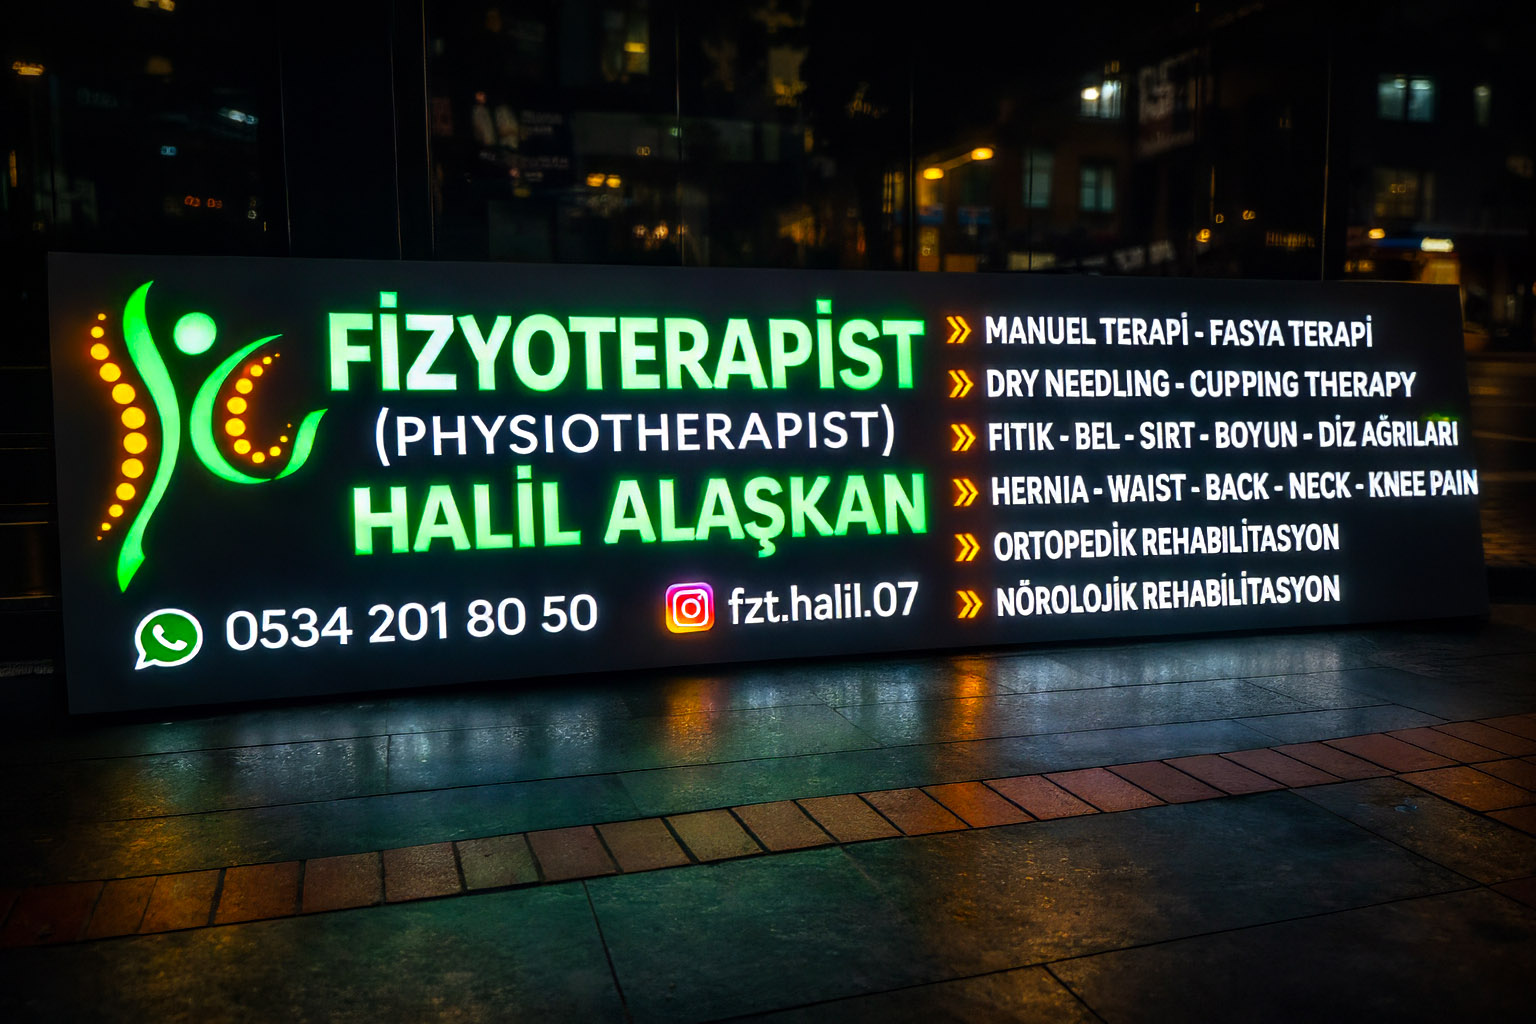 FİZYOTERAPİST
(PHYSIOTHERAPIST)
HALİL ALAŞKAN
0534 201 80 50
fzt.halil.07
MANUEL TERAPİ - FASYA TERAPİ
DRY NEEDLING - CUPPING THERAPY
FITIK - BEL - SIRT - BOYUN - DİZ AĞRILARI
HERNIA - WAIST - BACK - NECK - KNEE PAIN
ORTOPEDİK REHABİLİTASYON
NÖROLOJİK REHABİLİTASYON